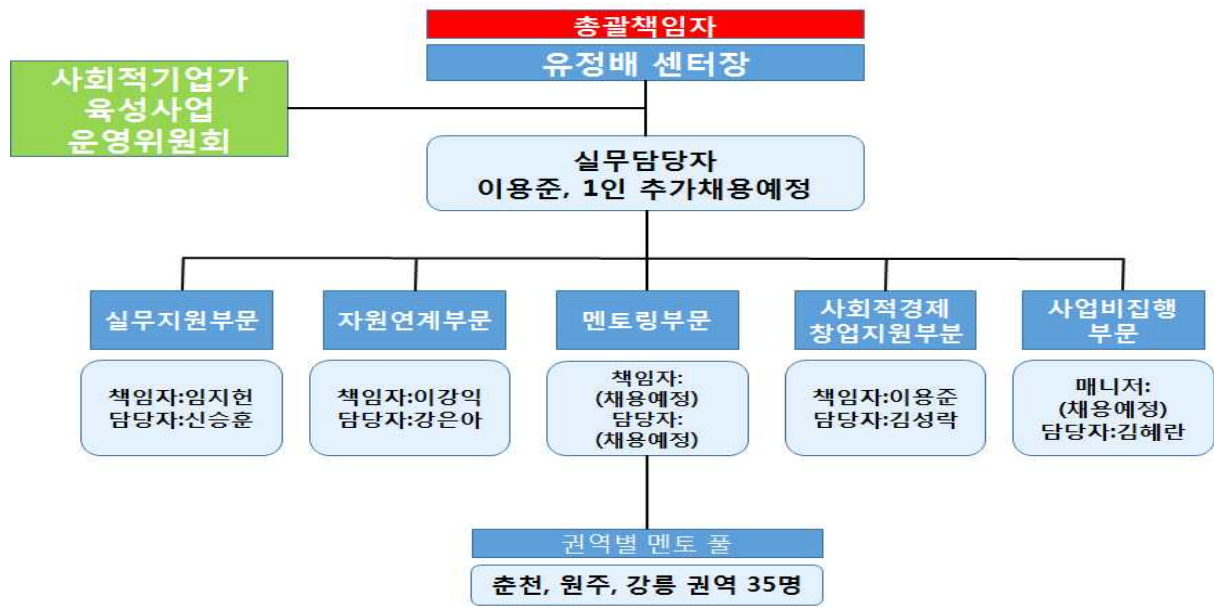 총괄책임자
유정배 센터장
사회적기업가
육성사업
운영위원회
실무담당자
이용준, 1인 추가채용예정
실무지원부문
책임자:임지헌
담당자:신승훈
자원연계부문
책임자:이강익
담당자:강은아
멘토링부문
책임자:
(채용예정)
담당자:
(채용예정)
사회적경제
창업지원부분
책임자:이용준
담당자:김성락
사업비집행
부문
매니저:
(채용예정)
담당자:김혜란
권역별 멘토 풀
춘천, 원주, 강릉 권역 35명